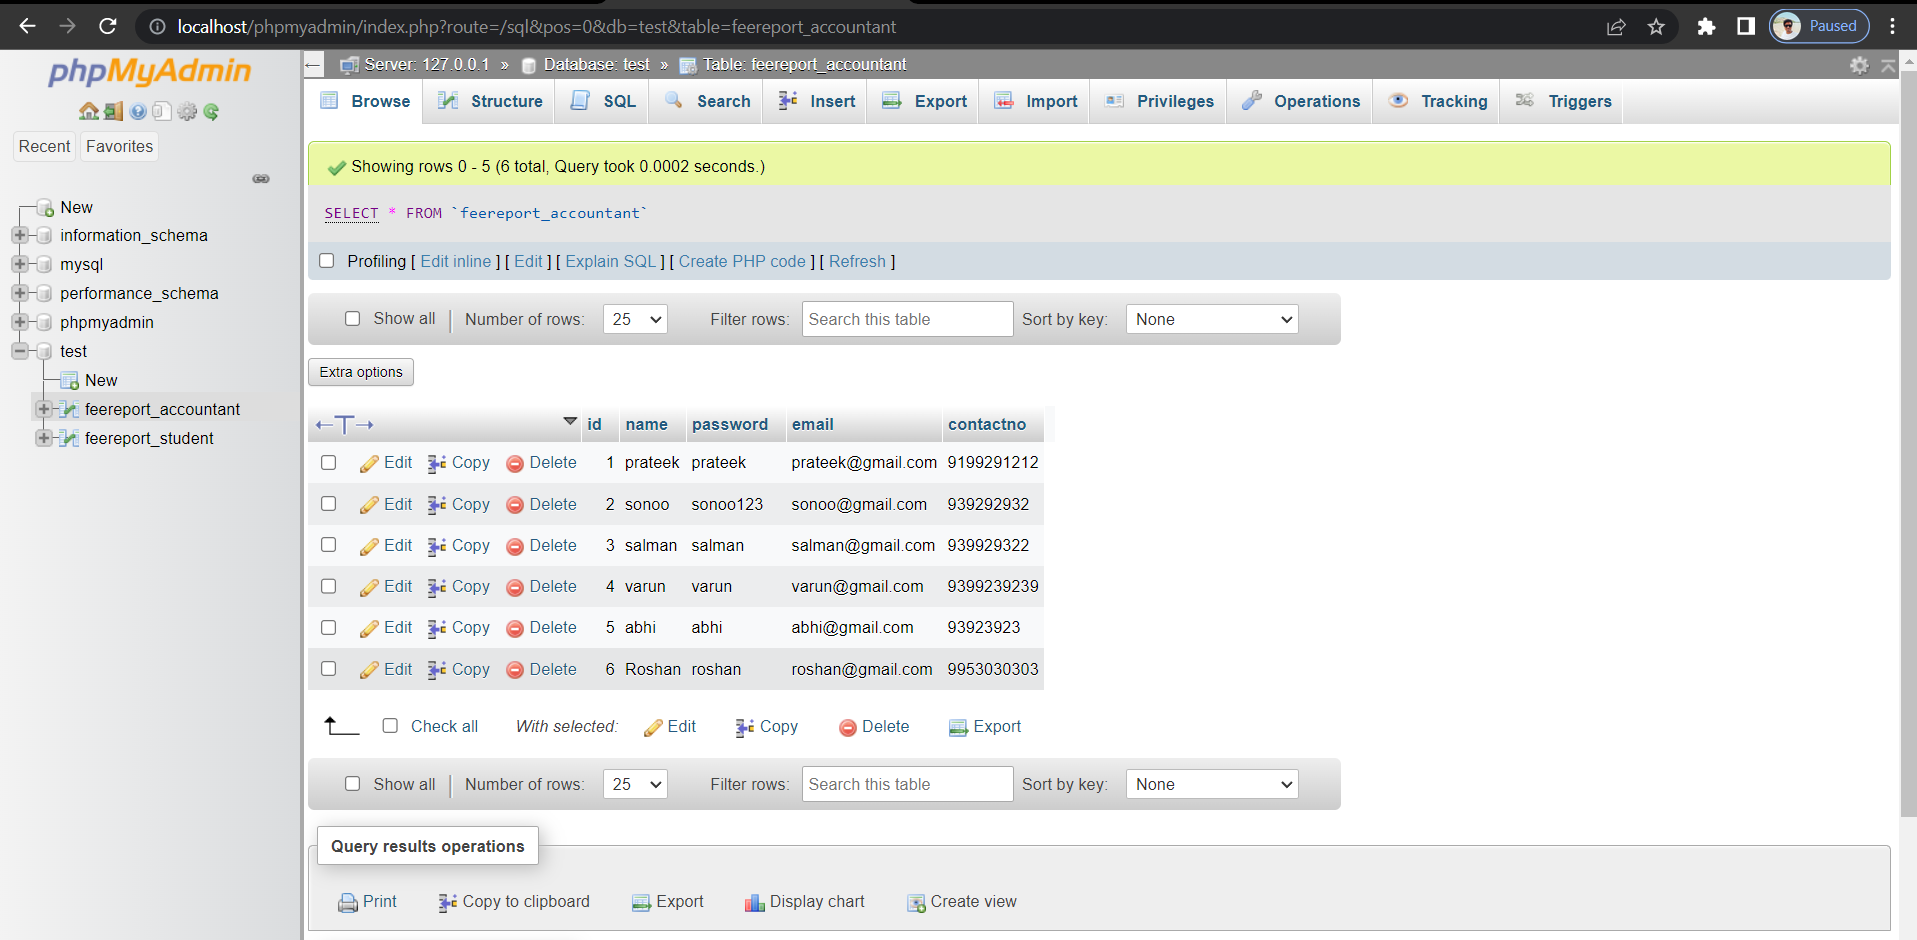 localhost/phpmyadmin/index.php?route=/sql&pos=0&db=test&table=feereport_accountant
Paused
phpMyAdmin
Recent
Favorites
New
information_schema
mysql
performance_schema
phpmyadmin
test
New
feereport_accountant
feereport_student
Server: 127.0.0.1 » Database: test » Table: feereport_accountant
Browse Structure SQL Search Insert Export Import Privileges Operations Tracking Triggers
Showing rows 0 - 5 (6 total, Query took 0.0002 seconds.)
SELECT * FROM `feereport_accountant`
Profiling [ Edit inline ] [ Edit ] [ Explain SQL ] [ Create PHP code ] [ Refresh ]
Show all | Number of rows: 25 Filter rows: Search this table Sort by key: None
Extra options
←T→ id name password email contactno
Edit Copy Delete 1 prateek prateek prateek@gmail.com 9199291212
Edit Copy Delete 2 sonoo sonoo123 sonoo@gmail.com 939292932
Edit Copy Delete 3 salman salman salman@gmail.com 939929322
Edit Copy Delete 4 varun varun varun@gmail.com 9399239239
Edit Copy Delete 5 abhi abhi abhi@gmail.com 93923923
Edit Copy Delete 6 Roshan roshan roshan@gmail.com 9953030303
Check all With selected: Edit Copy Delete Export
Show all | Number of rows: 25 Filter rows: Search this table Sort by key: None
Query results operations
Print Copy to clipboard Export Display chart Create view